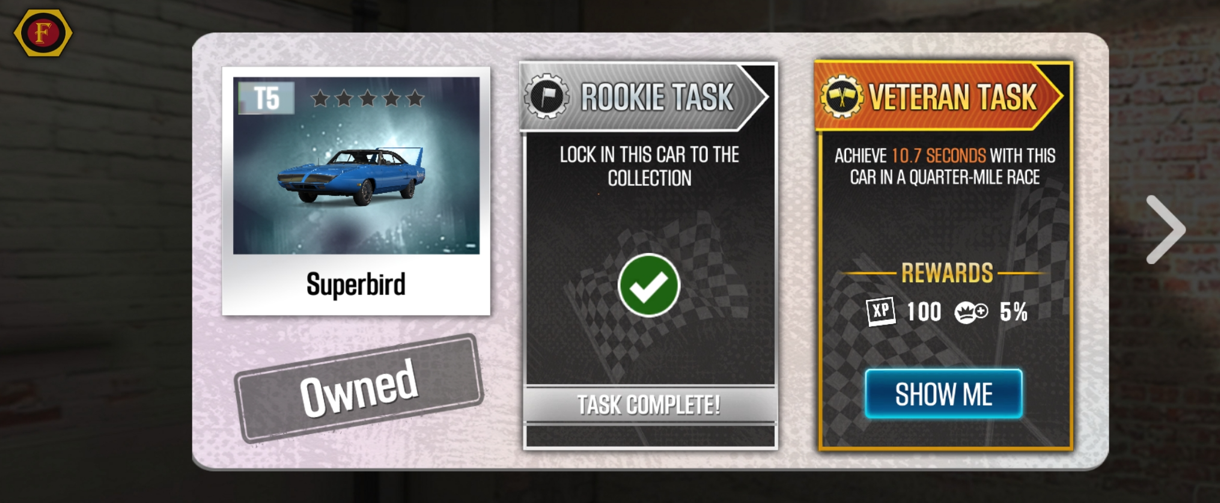 F
T5
Superbird
Owned
ROOKIE TASK
LOCK IN THIS CAR TO THE
COLLECTION
TASK COMPLETE!
VETERAN TASK
ACHIEVE 10.7 SECONDS WITH THIS
CAR IN A QUARTER-MILE RACE
REWARDS
XP 100 5%
SHOW ME